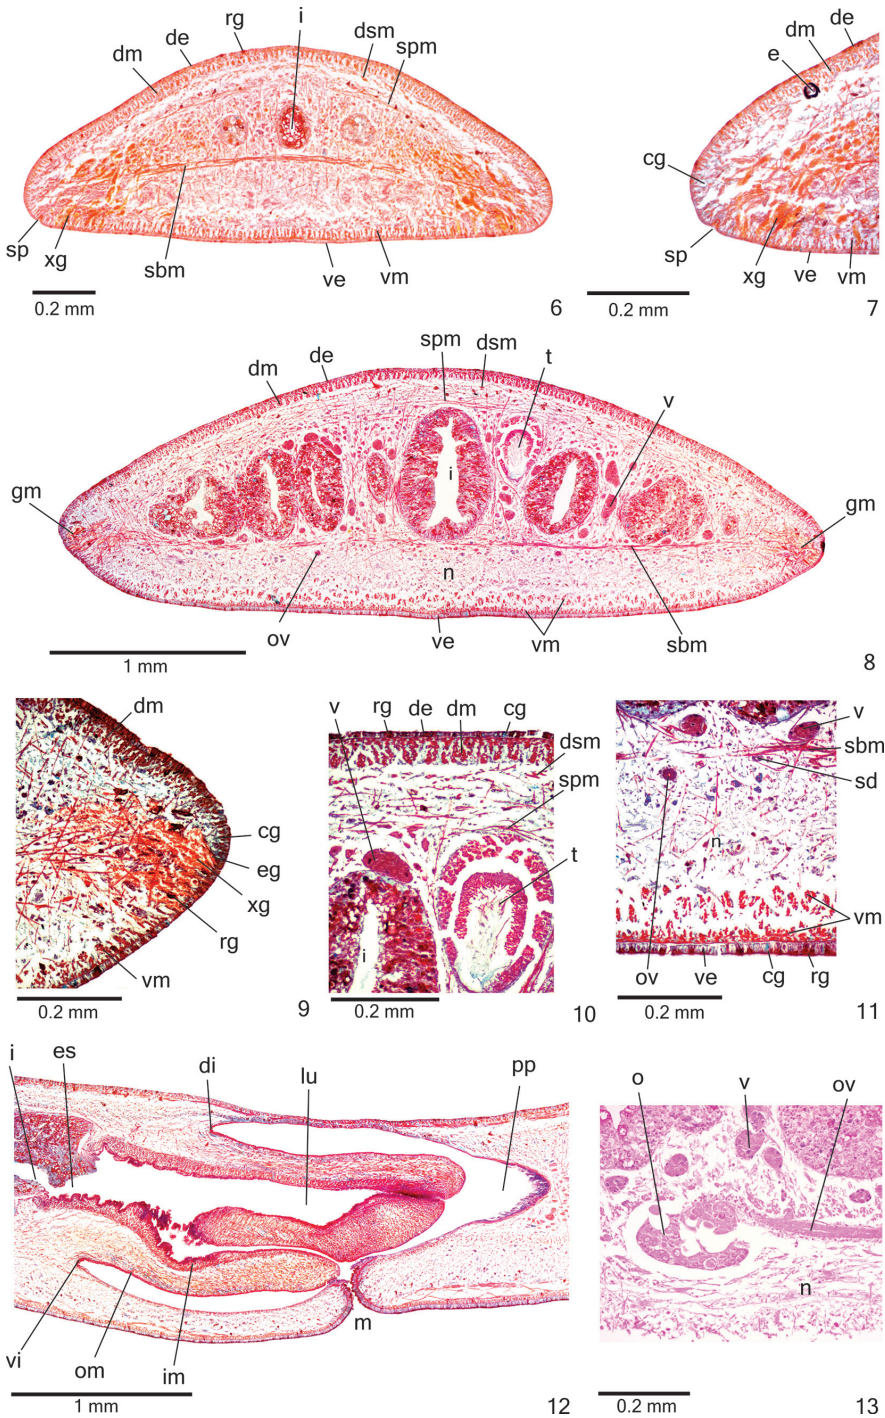 rg i dsm spm
de
dm
sp xg sbm ve vm
0.2 mm 6
de
dm
e
cg
sp xg ve vm
0.2 mm 7
spm dsm t
de
dm v
gm i gm
n
ov ve vm sbm
1 mm 8
dm
cg
eg
xg
rg
vm
0.2 mm 9
v rg de dm cg
dsm
spm
t
i
0.2 mm 10
v
sbm
sd
n
vm
ov ve cg rg
0.2 mm 11
i es di lu pp
m
vi om im
1 mm 12
o v ov
n
0.2 mm 13